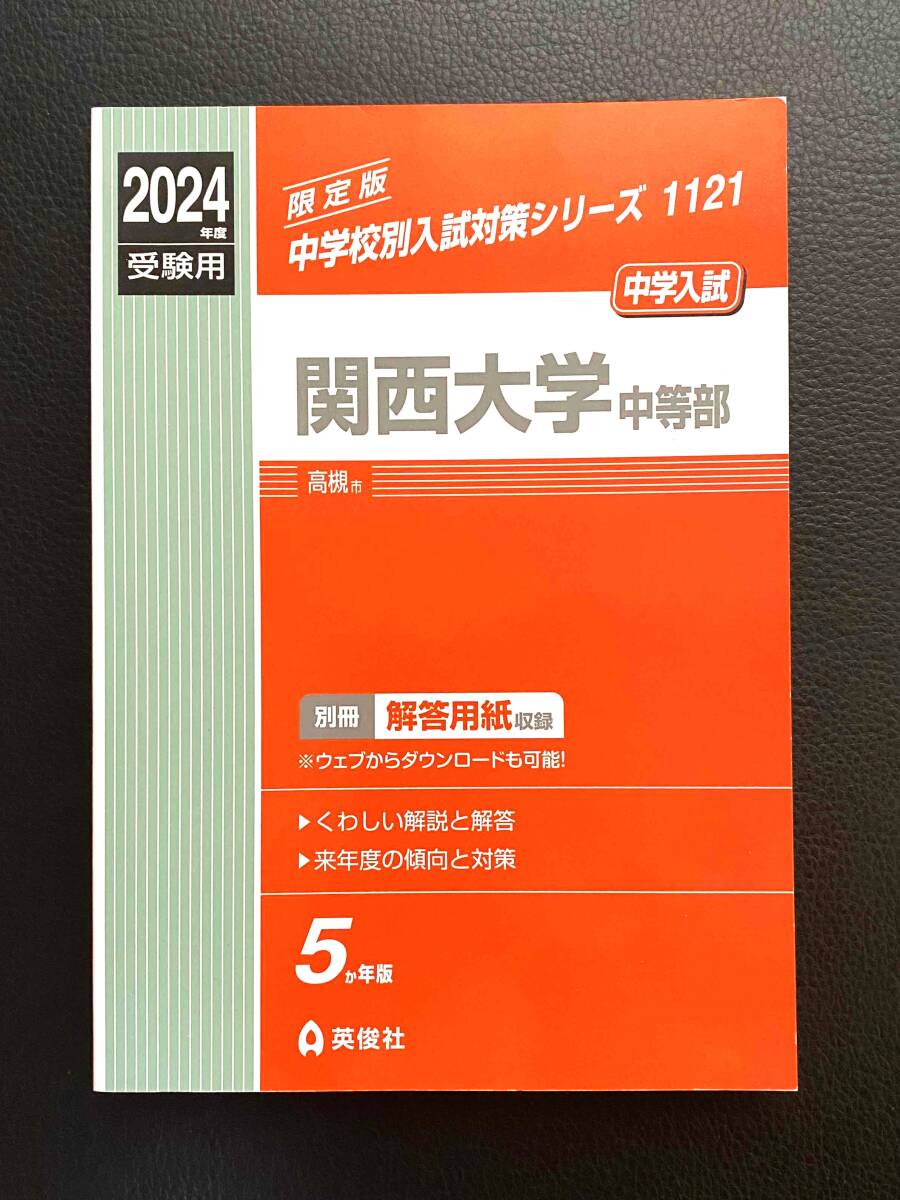 2024年度
受験用
限定版
中学校別入試対策シリーズ 1121
中学入試
関西大学中等部
高槻市
別冊 解答用紙収録
※ウェブからダウンロードも可能!
▶くわしい解説と解答
▶来年度の傾向と対策
5か年版
英俊社